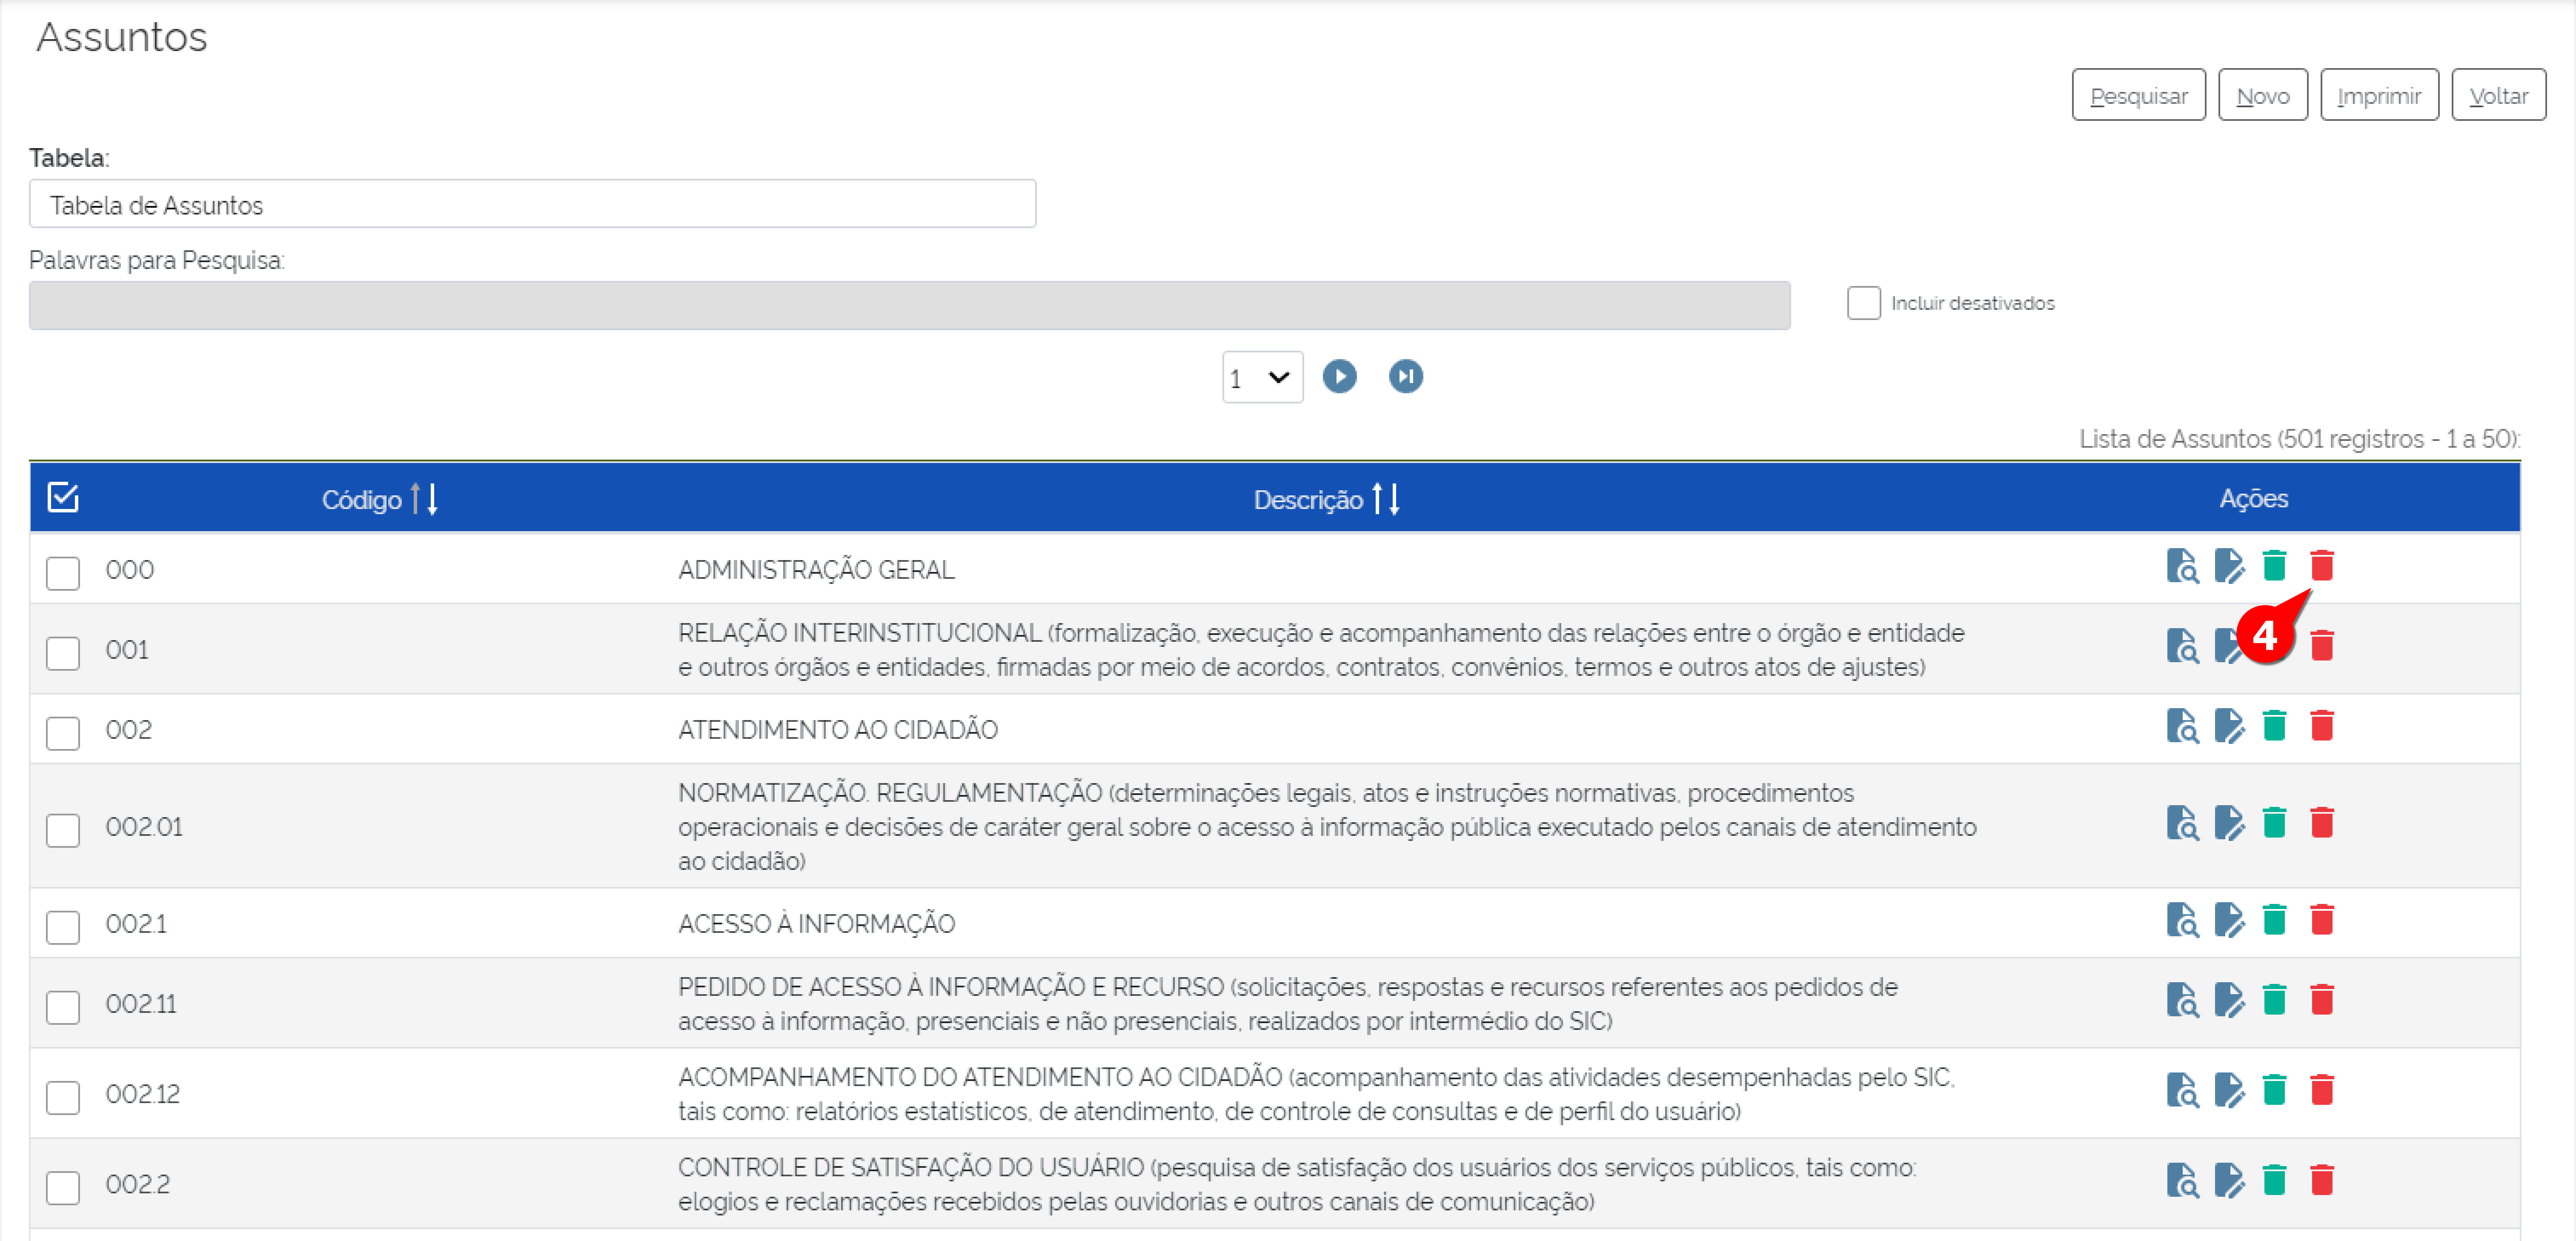 Assuntos
Pesquisar Novo Imprimir Voltar
Tabela:
Tabela de Assuntos
Palavras para Pesquisa:
Incluir desativados
1
Lista de Assuntos (501 registros - 1 a 50):
Código Descrição Ações
000 ADMINISTRAÇÃO GERAL
4
001 RELAÇÃO INTERINSTITUCIONAL (formalização, execução e acompanhamento das relações entre o órgão e entidade
e outros órgãos e entidades, firmadas por meio de acordos, contratos, convênios, termos e outros atos de ajustes)
002 ATENDIMENTO AO CIDADÃO
NORMATIZAÇÃO. REGULAMENTAÇÃO (determinações legais, atos e instruções normativas, procedimentos
002.01 operacionais e decisões de caráter geral sobre o acesso à informação pública executado pelos canais de atendimento
ao cidadão)
002.1 ACESSO À INFORMAÇÃO
002.11 PEDIDO DE ACESSO À INFORMAÇÃO E RECURSO (solicitações, respostas e recursos referentes aos pedidos de
acesso à informação, presenciais e não presenciais, realizados por intermédio do SIC)
002.12 ACOMPANHAMENTO DO ATENDIMENTO AO CIDADÃO (acompanhamento das atividades desempenhadas pelo SIC,
tais como: relatórios estatísticos, de atendimento, de controle de consultas e de perfil do usuário)
002.2 CONTROLE DE SATISFAÇÃO DO USUÁRIO (pesquisa de satisfação dos usuários dos serviços públicos, tais como:
elogios e reclamações recebidos pelas ouvidorias e outros canais de comunicação)